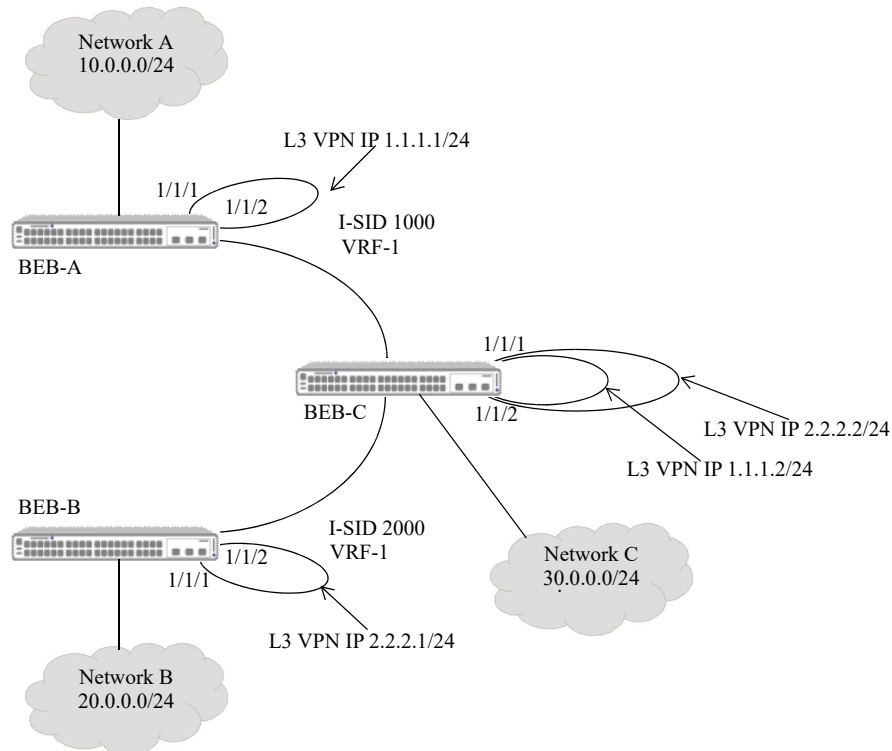 Network A
10.0.0.0/24
L3 VPN IP 1.1.1.1/24
1/1/1
1/1/2
I-SID 1000
VRF-1
BEB-A
1/1/1
BEB-C
1/1/2
L3 VPN IP 2.2.2.2/24
L3 VPN IP 1.1.1.2/24
BEB-B
I-SID 2000
VRF-1
1/1/2
1/1/1
Network C
30.0.0.0/24
L3 VPN IP 2.2.2.1/24
Network B
20.0.0.0/24